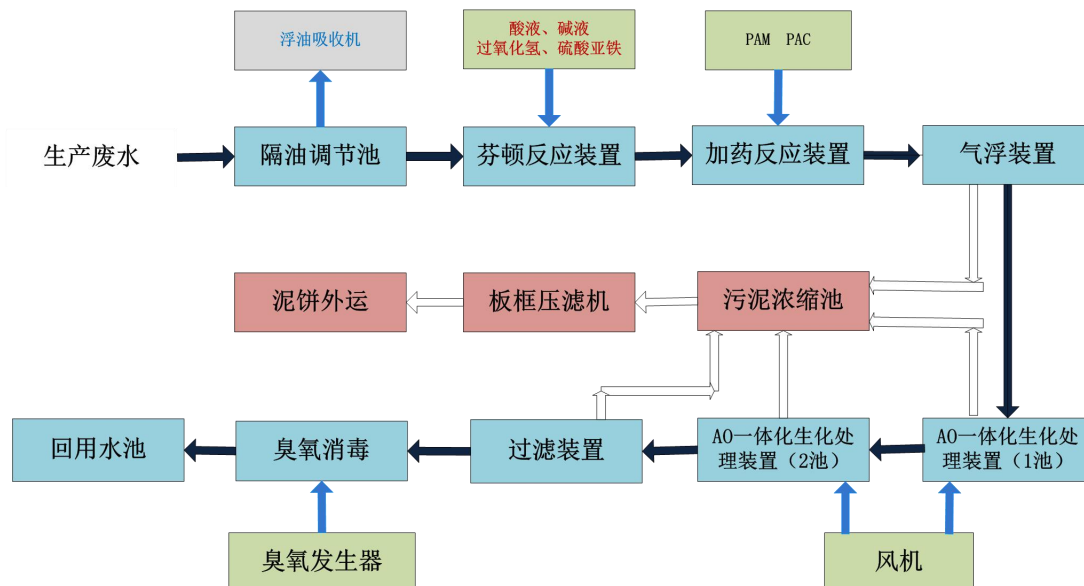 浮油吸收机
酸液、碱液
过氧化氢、硫酸亚铁
PAM PAC
生产废水
隔油调节池
芬顿反应装置
加药反应装置
气浮装置
泥饼外运
板框压滤机
污泥浓缩池
回用水池
臭氧消毒
过滤装置
AO一体化生化处
理装置（2池）
AO一体化生化处
理装置（1池）
臭氧发生器
风机